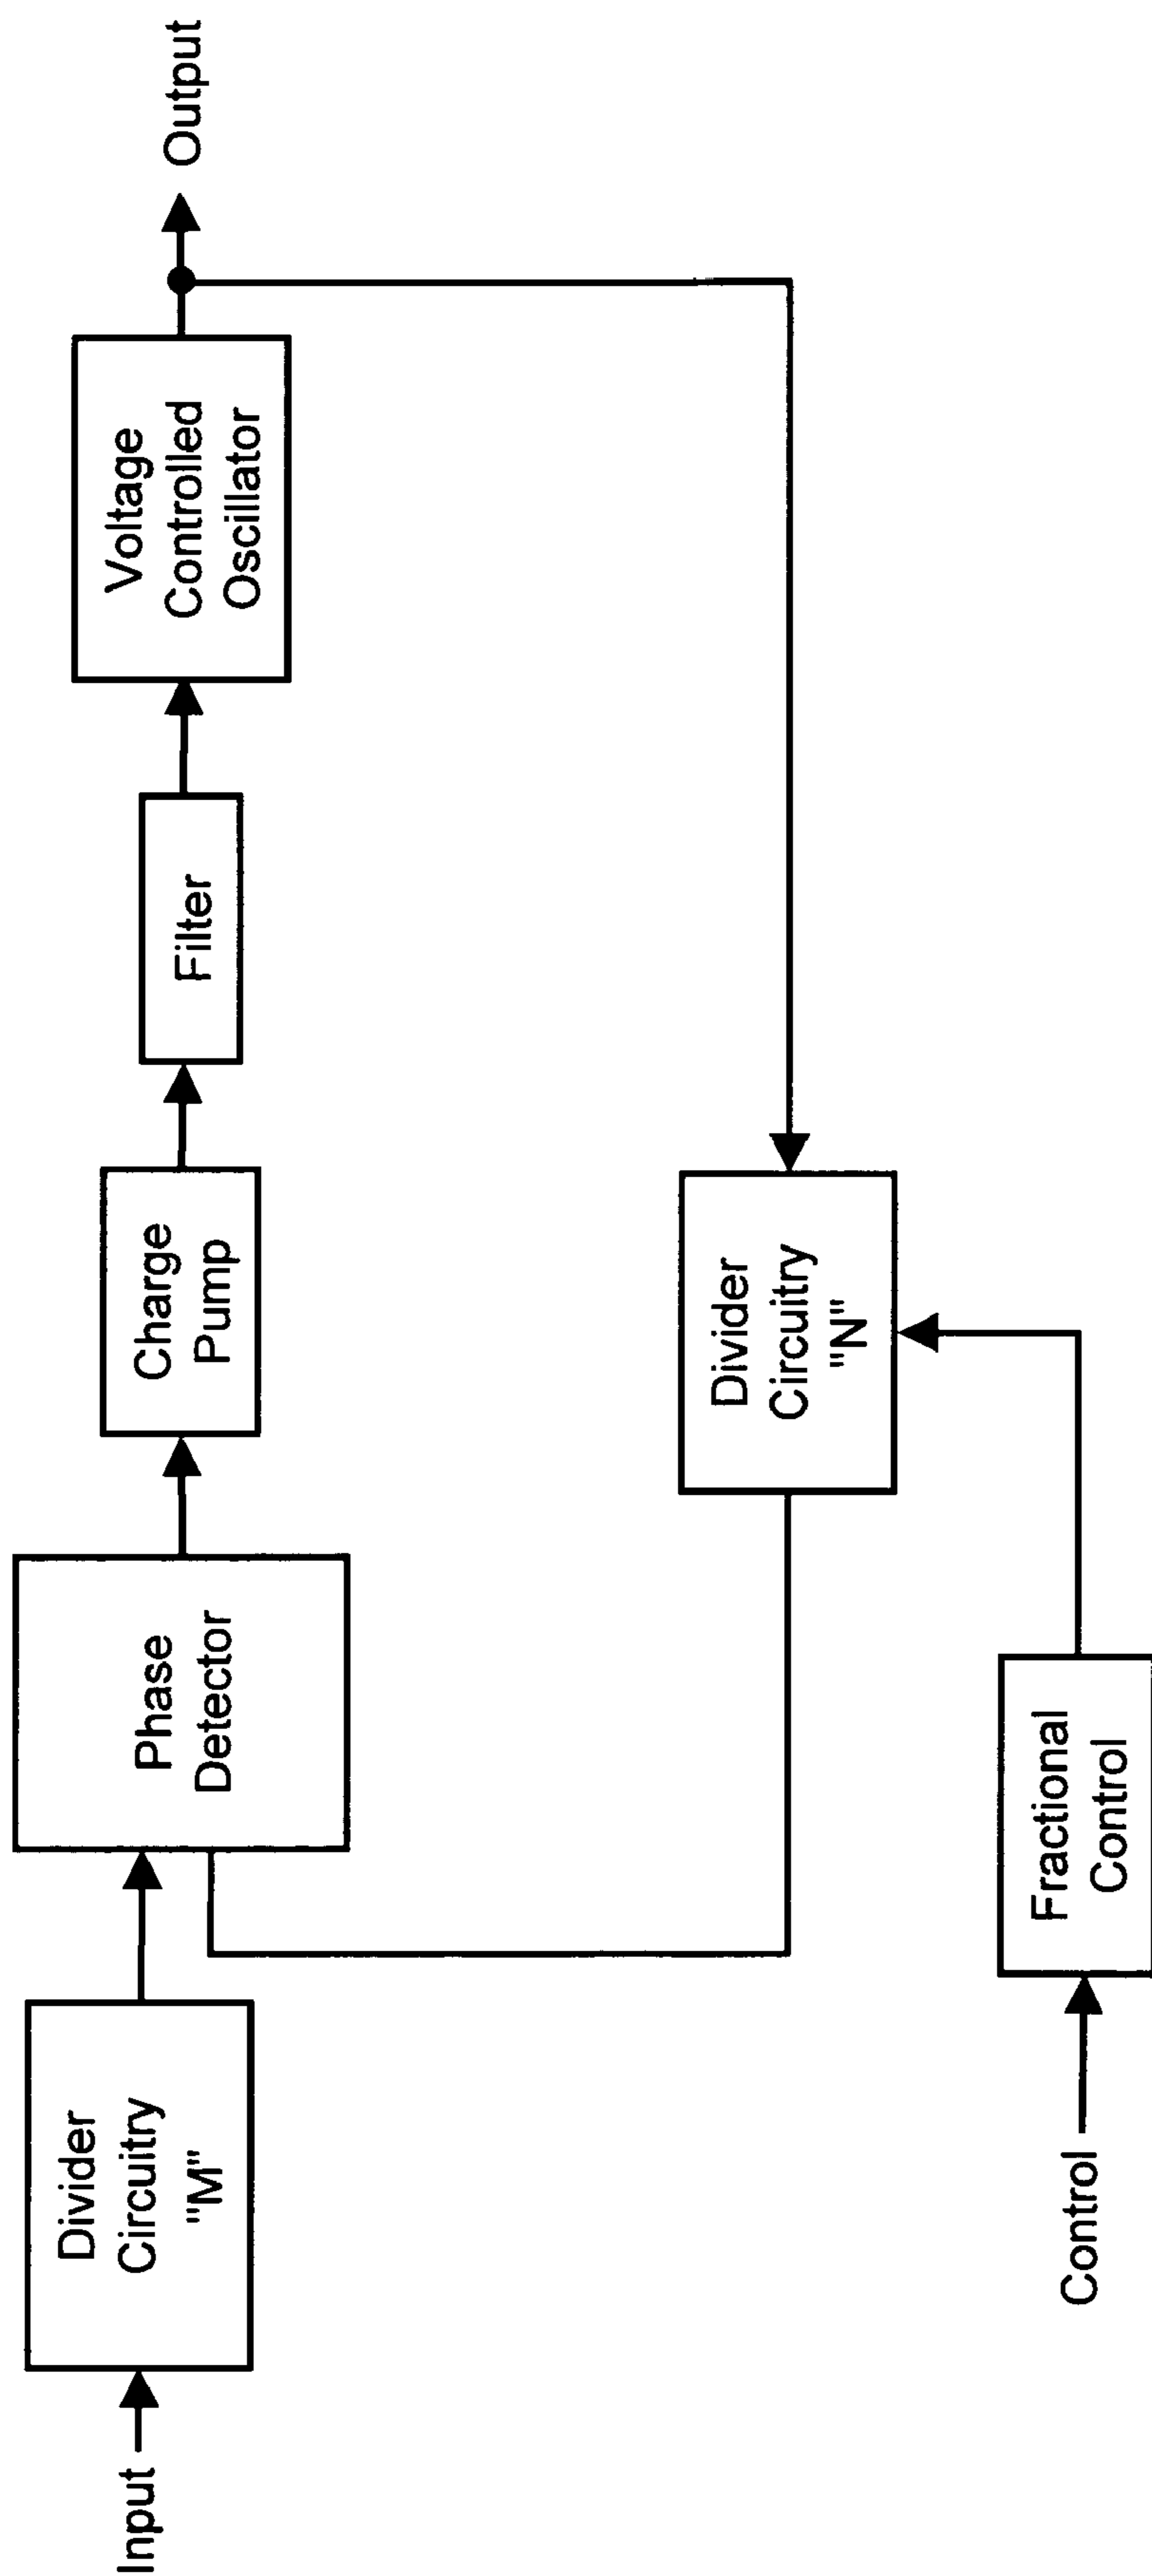 Input
Divider
Circuitry
"M"
Phase
Detector
Charge
Pump
Filter
Voltage
Controlled
Oscillator
Output
Divider
Circuitry
"N"
Control
Fractional
Control